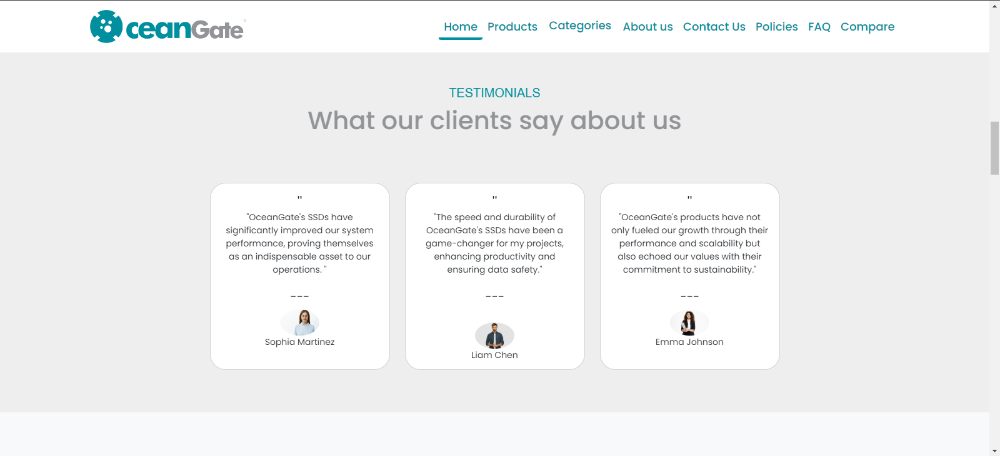 OceanGate™
Home Products Categories About us Contact Us Policies FAQ Compare
TESTIMONIALS
What our clients say about us
"
"OceanGate's SSDs have
significantly improved our system
performance, proving themselves
as an indispensable asset to our
operations. "
___
Sophia Martinez
"
"The speed and durability of
OceanGate's SSDs have been a
game-changer for my projects,
enhancing productivity and
ensuring data safety."
___
Liam Chen
"
"OceanGate's products have not
only fueled our growth through their
performance and scalability but
also echoed our values with their
commitment to sustainability."
___
Emma Johnson